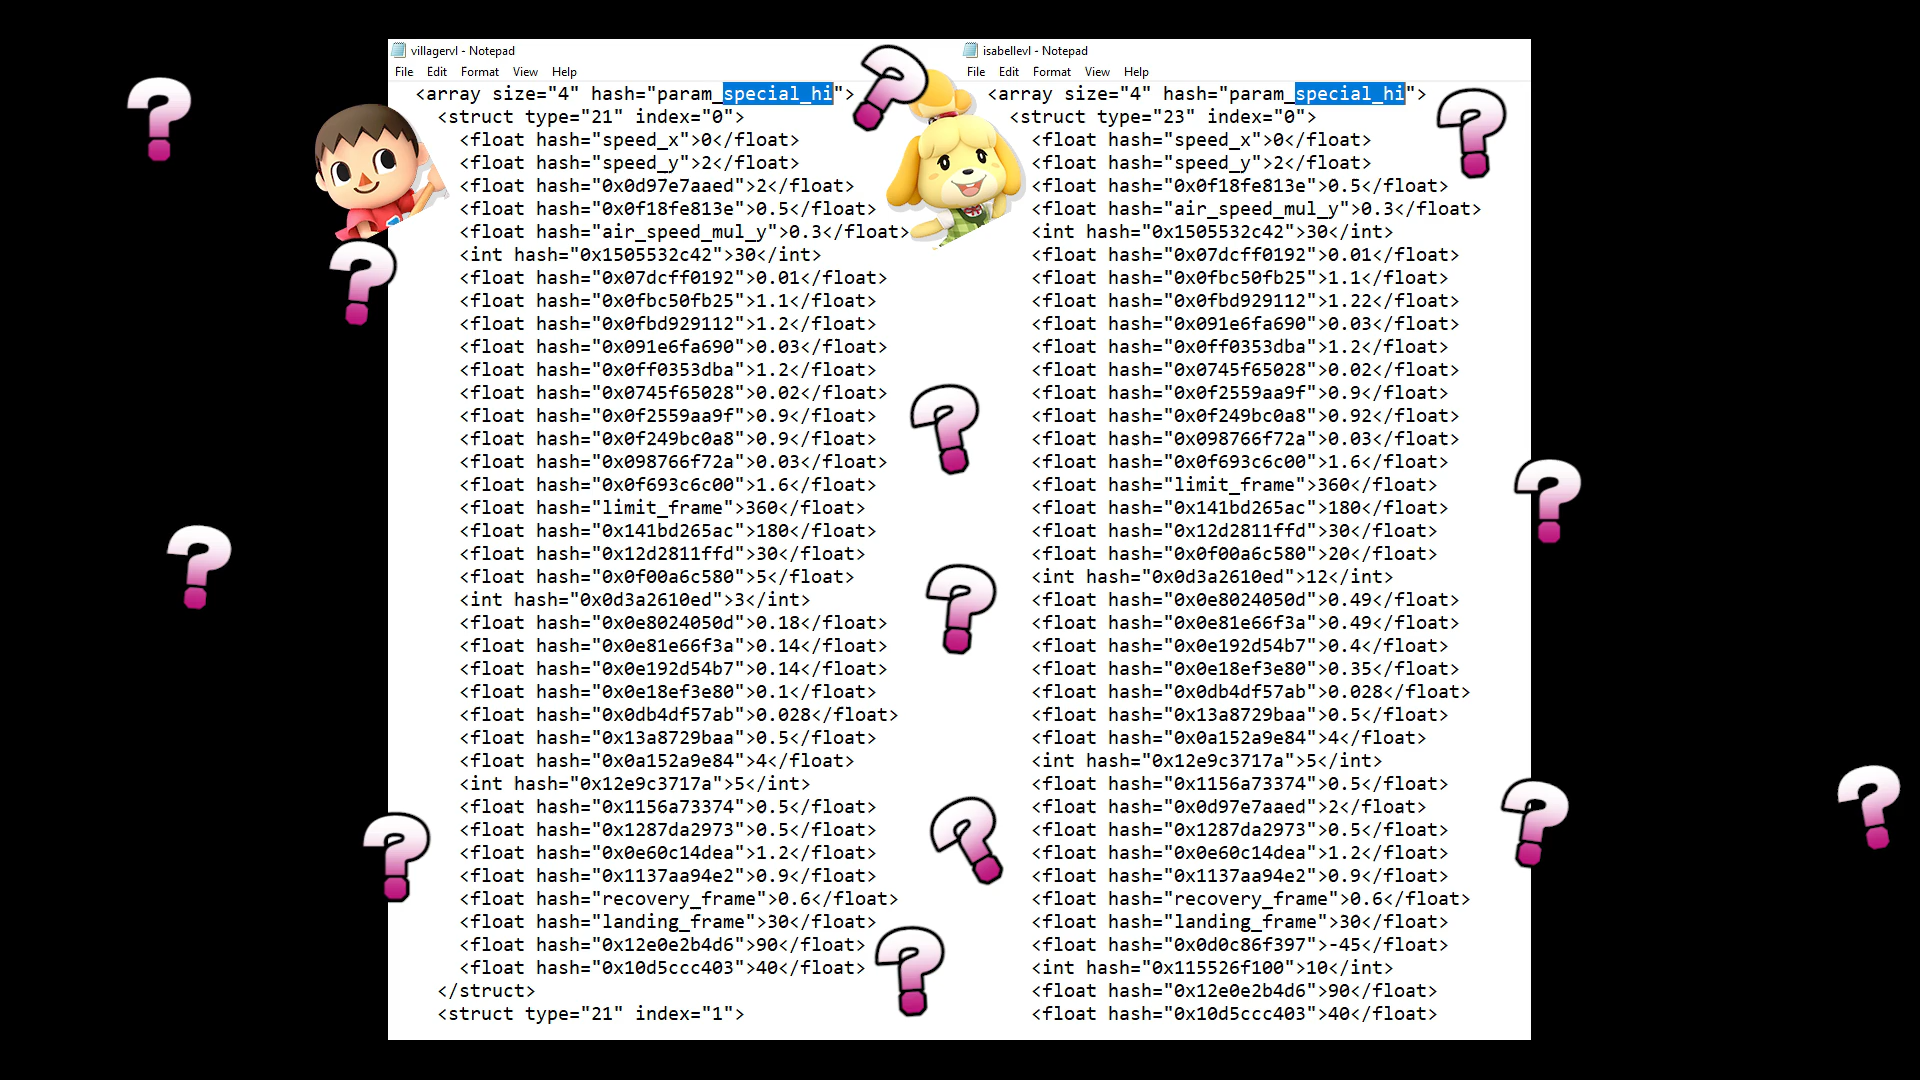 villagervl - Notepad
File Edit Format View Help
<array size="4" hash="param_special_hi">
<struct type="21" index="0">
<float hash="speed_x">0</float>
<float hash="speed_y">2</float>
<float hash="0x0d97e7aaed">2</float>
<float hash="0x0f18fe813e">0.5</float>
<float hash="air_speed_mul_y">0.3</float>
<int hash="0x1505532c42">30</int>
<float hash="0x07dcff0192">0.01</float>
<float hash="0x0fbc50fb25">1.1</float>
<float hash="0x0fbd929112">1.2</float>
<float hash="0x091e6fa690">0.03</float>
<float hash="0x0ff0353dba">1.2</float>
<float hash="0x0745f65028">0.02</float>
<float hash="0x0f2559aa9f">0.9</float>
<float hash="0x0f249bc0a8">0.9</float>
<float hash="0x098766f72a">0.03</float>
<float hash="0x0f693c6c00">1.6</float>
<float hash="limit_frame">360</float>
<float hash="0x141bd265ac">180</float>
<float hash="0x12d2811ffd">30</float>
<float hash="0x0f00a6c580">5</float>
<int hash="0x0d3a2610ed">3</int>
<float hash="0x0e8024050d">0.18</float>
<float hash="0x0e81e66f3a">0.14</float>
<float hash="0x0e192d54b7">0.14</float>
<float hash="0x0e18ef3e80">0.1</float>
<float hash="0x0db4df57ab">0.028</float>
<float hash="0x13a8729baa">0.5</float>
<float hash="0x0a152a9e84">4</float>
<int hash="0x12e9c3717a">5</int>
<float hash="0x1156a73374">0.5</float>
<float hash="0x1287da2973">0.5</float>
<float hash="0x0e60c14dea">1.2</float>
<float hash="0x1137aa94e2">0.9</float>
<float hash="recovery_frame">0.6</float>
<float hash="landing_frame">30</float>
<float hash="0x12e0e2b4d6">90</float>
<float hash="0x10d5ccc403">40</float>
</struct>
<struct type="21" index="1">
isabellevl - Notepad
File Edit Format View Help
<array size="4" hash="param_special_hi">
<struct type="23" index="0">
<float hash="speed_x">0</float>
<float hash="speed_y">2</float>
<float hash="0x0f18fe813e">0.5</float>
<float hash="air_speed_mul_y">0.3</float>
<int hash="0x1505532c42">30</int>
<float hash="0x07dcff0192">0.01</float>
<float hash="0x0fbc50fb25">1.1</float>
<float hash="0x0fbd929112">1.22</float>
<float hash="0x091e6fa690">0.03</float>
<float hash="0x0ff0353dba">1.2</float>
<float hash="0x0745f65028">0.02</float>
<float hash="0x0f2559aa9f">0.9</float>
<float hash="0x0f249bc0a8">0.92</float>
<float hash="0x098766f72a">0.03</float>
<float hash="0x0f693c6c00">1.6</float>
<float hash="limit_frame">360</float>
<float hash="0x141bd265ac">180</float>
<float hash="0x12d2811ffd">30</float>
<float hash="0x0f00a6c580">20</float>
<int hash="0x0d3a2610ed">12</int>
<float hash="0x0e8024050d">0.49</float>
<float hash="0x0e81e66f3a">0.49</float>
<float hash="0x0e192d54b7">0.4</float>
<float hash="0x0e18ef3e80">0.35</float>
<float hash="0x0db4df57ab">0.028</float>
<float hash="0x13a8729baa">0.5</float>
<float hash="0x0a152a9e84">4</float>
<int hash="0x12e9c3717a">5</int>
<float hash="0x1156a73374">0.5</float>
<float hash="0x0d97e7aaed">2</float>
<float hash="0x1287da2973">0.5</float>
<float hash="0x0e60c14dea">1.2</float>
<float hash="0x1137aa94e2">0.9</float>
<float hash="recovery_frame">0.6</float>
<float hash="landing_frame">30</float>
<float hash="0x0d0c86f397">-45</float>
<int hash="0x115526f100">10</int>
<float hash="0x12e0e2b4d6">90</float>
<float hash="0x10d5ccc403">40</float>
?
?
?
?
?
?
?
?
?
?
?
?
?